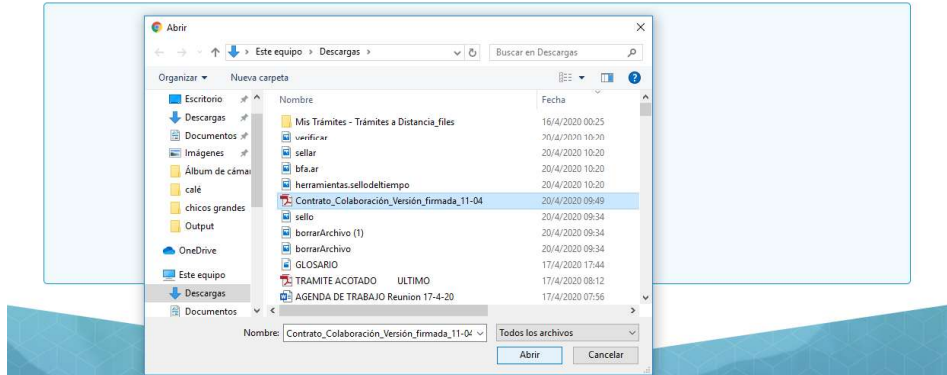 Abrir
Este equipo > Descargas >
Buscar en Descargas
Organizar
Nueva carpeta
Escritorio
Descargas
Documentos
Imágenes
Álbum de cámar
calé
chicos grandes
Output
OneDrive
Este equipo
Descargas
Documentos
Nombre Fecha
Mis Trámites - Trámites a Distancia_files 16/4/2020 00:25
verificar 20/4/2020 10:20
sellar 20/4/2020 10:20
bfa.ar 20/4/2020 10:20
herramientas.sellodeltiempo 20/4/2020 10:20
Contrato_Colaboración_Versión_firmada_11-04 20/4/2020 09:49
sello 20/4/2020 09:34
borrarArchivo (1) 20/4/2020 09:34
borrarArchivo 20/4/2020 09:34
GLOSARIO 17/4/2020 17:44
TRAMITE ACOTADO ULTIMO 17/4/2020 08:12
AGENDA DE TRABAJO Reunion 17-4-20 17/4/2020 07:56
Nombre: Contrato_Colaboración_Versión_firmada_11-04
Todos los archivos
Abrir
Cancelar